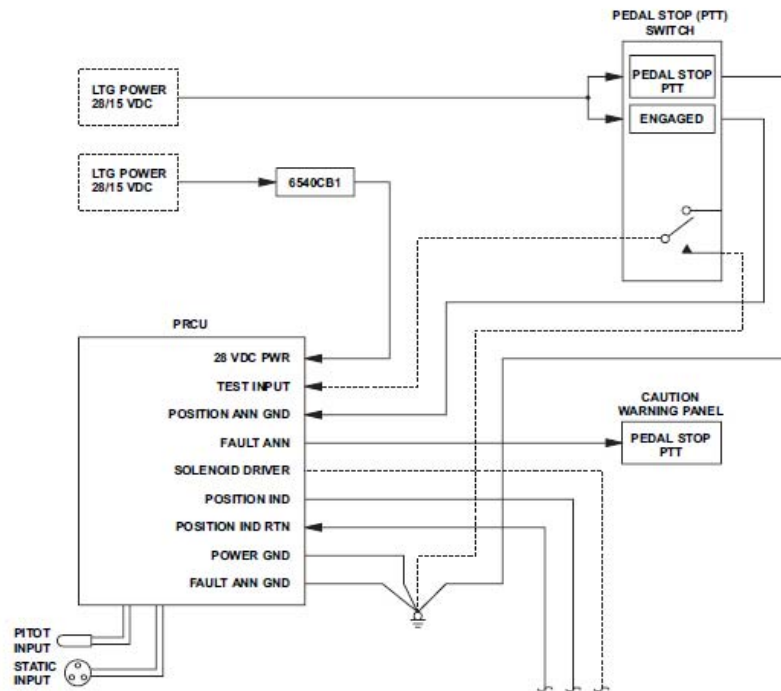 PEDAL STOP (PTT)
SWITCH
LTG POWER
28/15 VDC
PEDAL STOP
PTT
ENGAGED
LTG POWER
28/15 VDC
6540CB1
PRCU
28 VDC PWR
TEST INPUT
POSITION ANN GND
FAULT ANN
SOLENOID DRIVER
POSITION IND
POSITION IND RTN
POWER GND
FAULT ANN GND
CAUTION
WARNING PANEL
PEDAL STOP
PTT
PITOT
INPUT
STATIC
INPUT